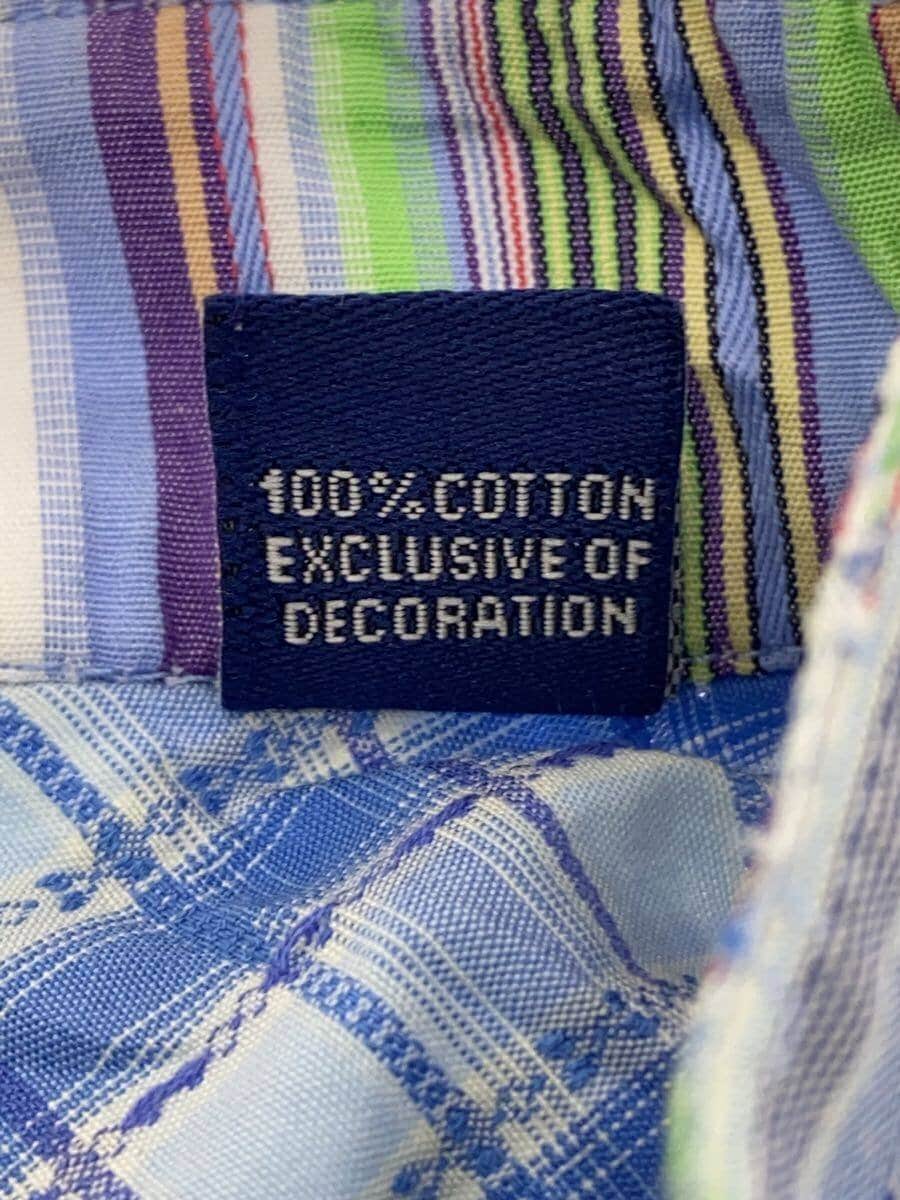 100% COTTON
EXCLUSIVE OF
DECORATION